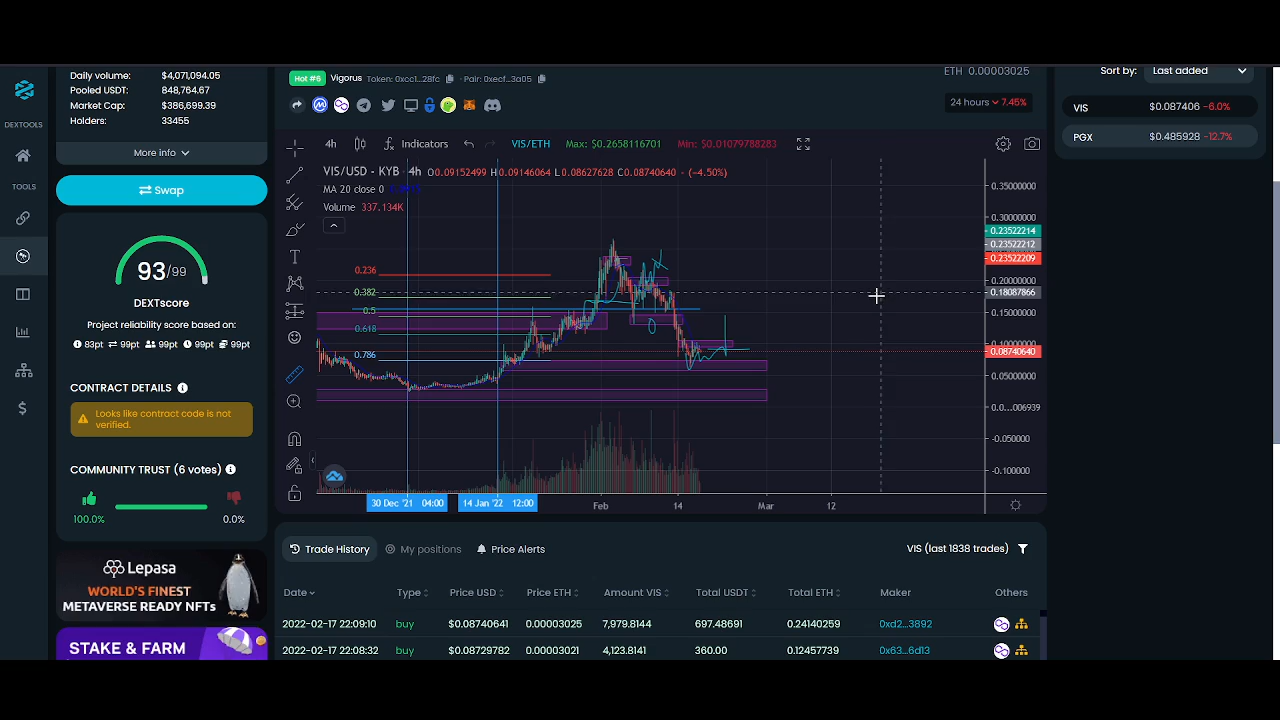 Daily volume: $4,071,094.05
Pooled USDT: 848,764.67
Market Cap: $386,699.39
Holders: 33455
More info
Swap
93/99
DEXTscore
Project reliability score based on:
83pt 99pt 99pt 99pt 99pt
CONTRACT DETAILS
Looks like contract code is not
verified.
COMMUNITY TRUST (6 votes)
100.0% 0.0%
Lepasa
WORLD'S FINEST
METAVERSE READY NFTs
STAKE & FARM
DEXTOOLS
TOOLS
Hot #6 Vigorus Token: 0xcc1...28fc - Pair: 0xecf...3a05
ETH 0.00003025
24 hours 7.45%
4h Indicators VIS/ETH Max: $0.2658116701 Min: $0.01079788283
VIS/USD - KYB - 4h O0.09152499 H0.09146064 L0.08627628 C0.08740640 - (-4.50%)
MA 20 close 0
Volume 337.134K
0.236
0.382
0.5
0.618
0.786
0.35000000
0.30000000
0.23522214
0.23522212
0.23522209
0.20000000
0.18087866
0.15000000
0.10000000
0.08740640
0.05000000
0.0...006939
-0.050000
-0.100000
30 Dec '21 04:00 14 Jan '22 12:00 Feb 14 Mar 12
Trade History My positions Price Alerts VIS (last 1838 trades)
Date Type Price USD Price ETH Amount VIS Total USDT Total ETH Maker Others
2022-02-17 22:09:10 buy $0.08740641 0.00003025 7,979.8144 697.48691 0.24140259 0xd2...3892
2022-02-17 22:08:32 buy $0.08729782 0.00003021 4,123.8141 360.00 0.12457739 0x63...6d13
Sort by: Last added
VIS $0.087406 -6.0%
PGX $0.485928 -12.7%